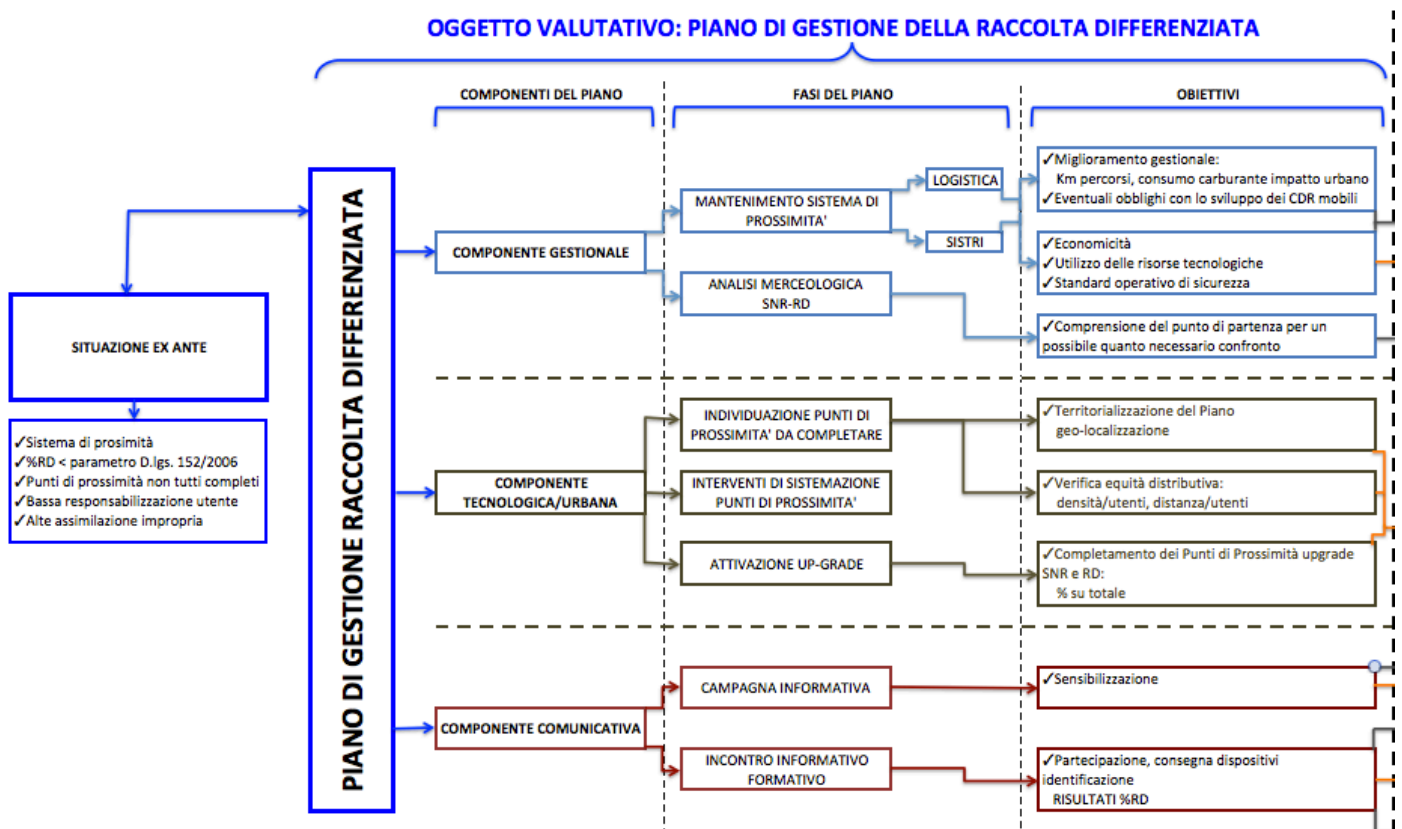 OGGETTO VALUTATIVO: PIANO DI GESTIONE DELLA RACCOLTA DIFFERENZIATA
COMPONENTI DEL PIANO
FASI DEL PIANO
OBIETTIVI
SITUAZIONE EX ANTE
✓Sistema di prosimità
✓%RD < parametro D.lgs. 152/2006
✓Punti di prossimità non tutti completi
✓Bassa responsabilizzazione utente
✓Alte assimilazione impropria
PIANO DI GESTIONE RACCOLTA DIFFERENZIATA
COMPONENTE GESTIONALE
MANTENIMENTO SISTEMA DI
PROSSIMITA'
LOGISTICA
SISTRI
ANALISI MERCEOLOGICA
SNR-RD
✓Miglioramento gestionale:
Km percorsi, consumo carburante impatto urbano
✓Eventuali obblighi con lo sviluppo dei CDR mobili
✓Economicità
✓Utilizzo delle risorse tecnologiche
✓Standard operativo di sicurezza
✓Comprensione del punto di partenza per un
possibile quanto necessario confronto
COMPONENTE
TECNOLOGICA/URBANA
INDIVIDUAZIONE PUNTI DI
PROSSIMITA' DA COMPLETARE
INTERVENTI DI SISTEMAZIONE
PUNTI DI PROSSIMITA'
ATTIVAZIONE UP-GRADE
✓Territorializzazione del Piano
geo-localizzazione
✓Verifica equità distributiva:
densità/utenti, distanza/utenti
✓Completamento dei Punti di Prossimità upgrade
SNR e RD:
% su totale
COMPONENTE COMUNICATIVA
CAMPAGNA INFORMATIVA
INCONTRO INFORMATIVO
FORMATIVO
✓Sensibilizzazione
✓Partecipazione, consegna dispositivi
identificazione
RISULTATI %RD